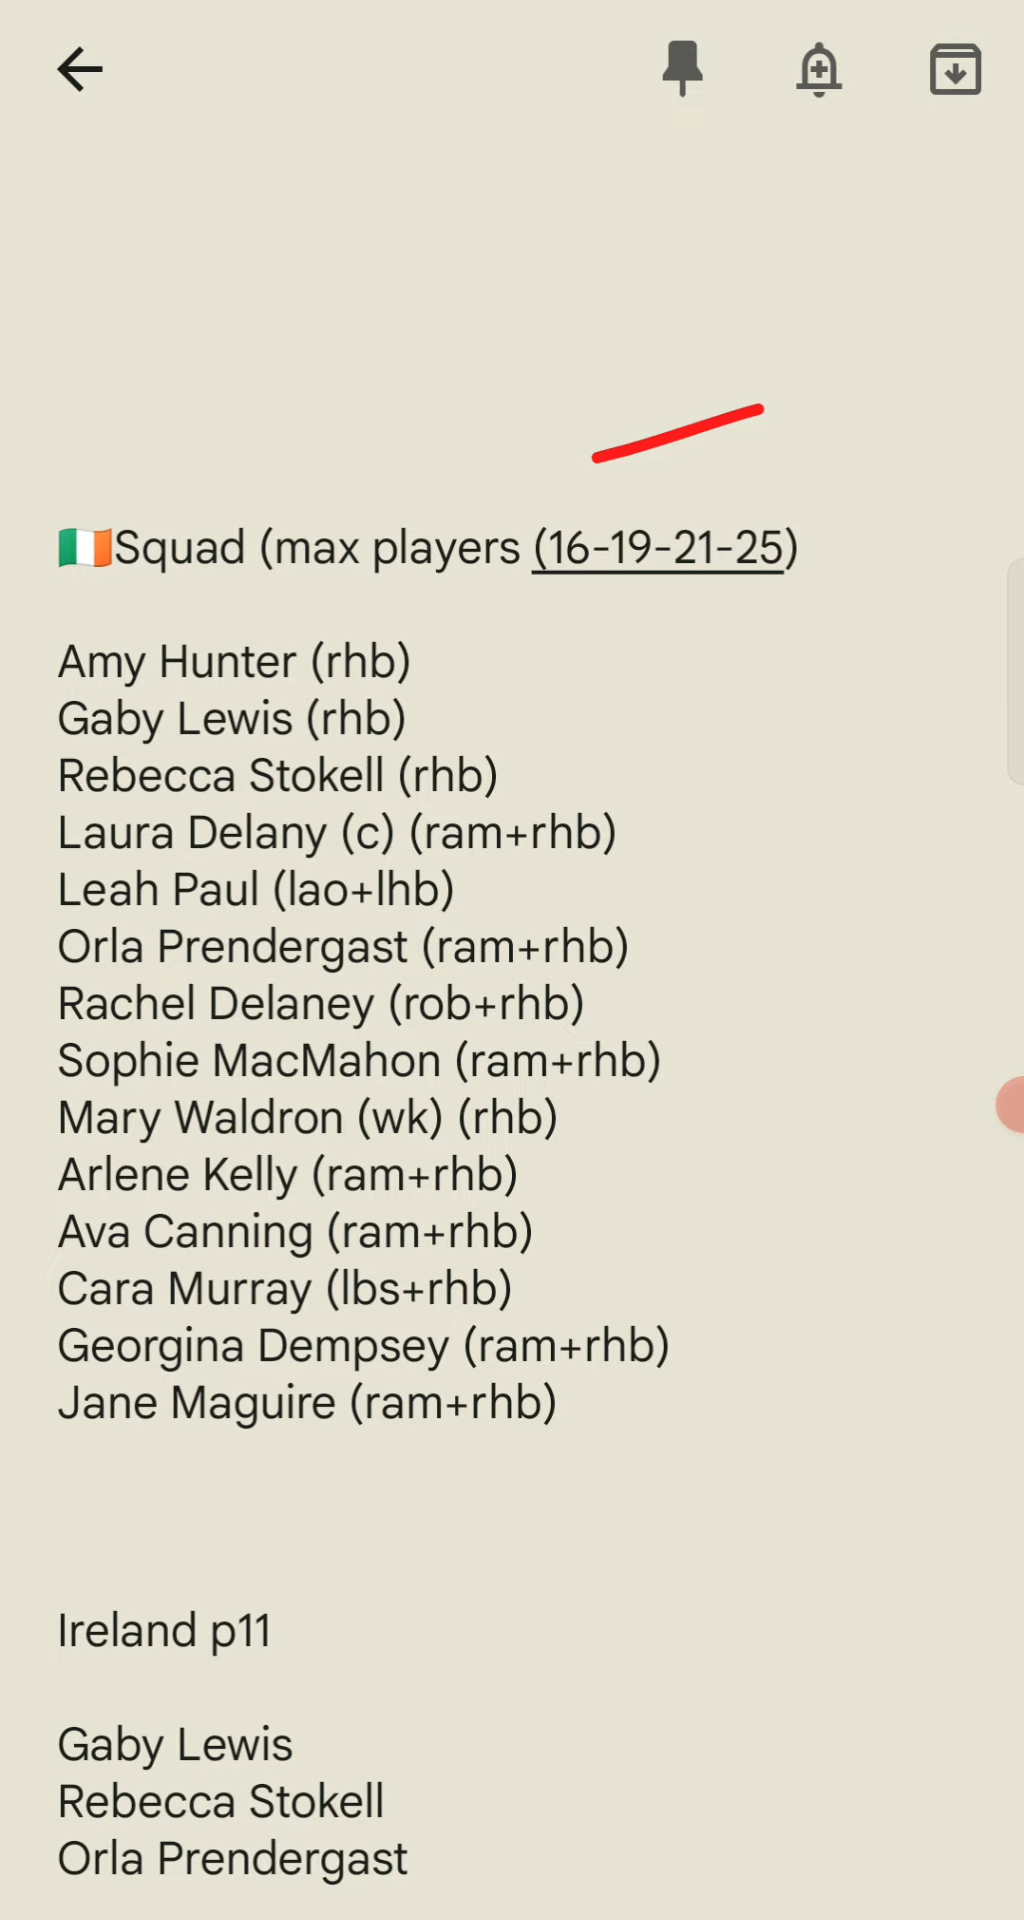 🇮🇪Squad (max players (16-19-21-25)
Amy Hunter (rhb)
Gaby Lewis (rhb)
Rebecca Stokell (rhb)
Laura Delany (c) (ram+rhb)
Leah Paul (lao+lhb)
Orla Prendergast (ram+rhb)
Rachel Delaney (rob+rhb)
Sophie MacMahon (ram+rhb)
Mary Waldron (wk) (rhb)
Arlene Kelly (ram+rhb)
Ava Canning (ram+rhb)
Cara Murray (lbs+rhb)
Georgina Dempsey (ram+rhb)
Jane Maguire (ram+rhb)
Ireland p11
Gaby Lewis
Rebecca Stokell
Orla Prendergast